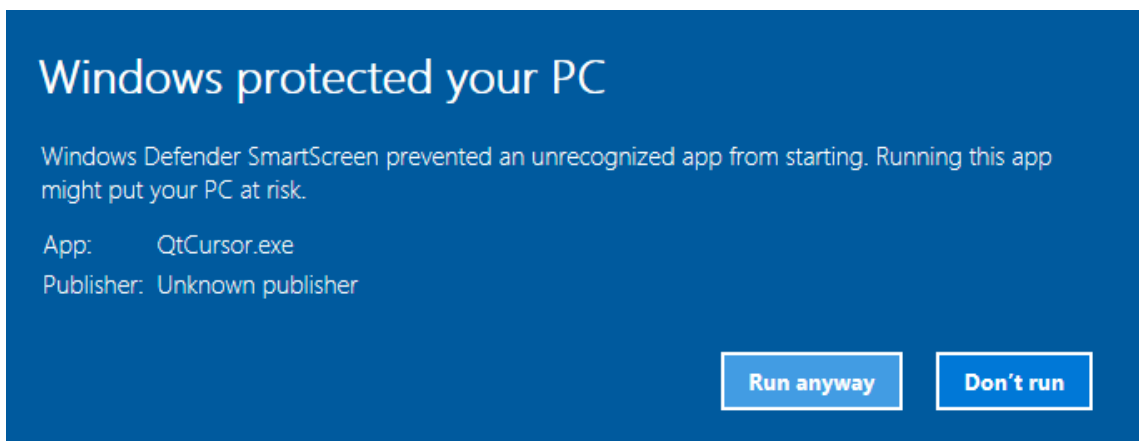 Windows protected your PC
Windows Defender SmartScreen prevented an unrecognized app from starting. Running this app
might put your PC at risk.
App: QtCursor.exe
Publisher: Unknown publisher
Run anyway Don't run